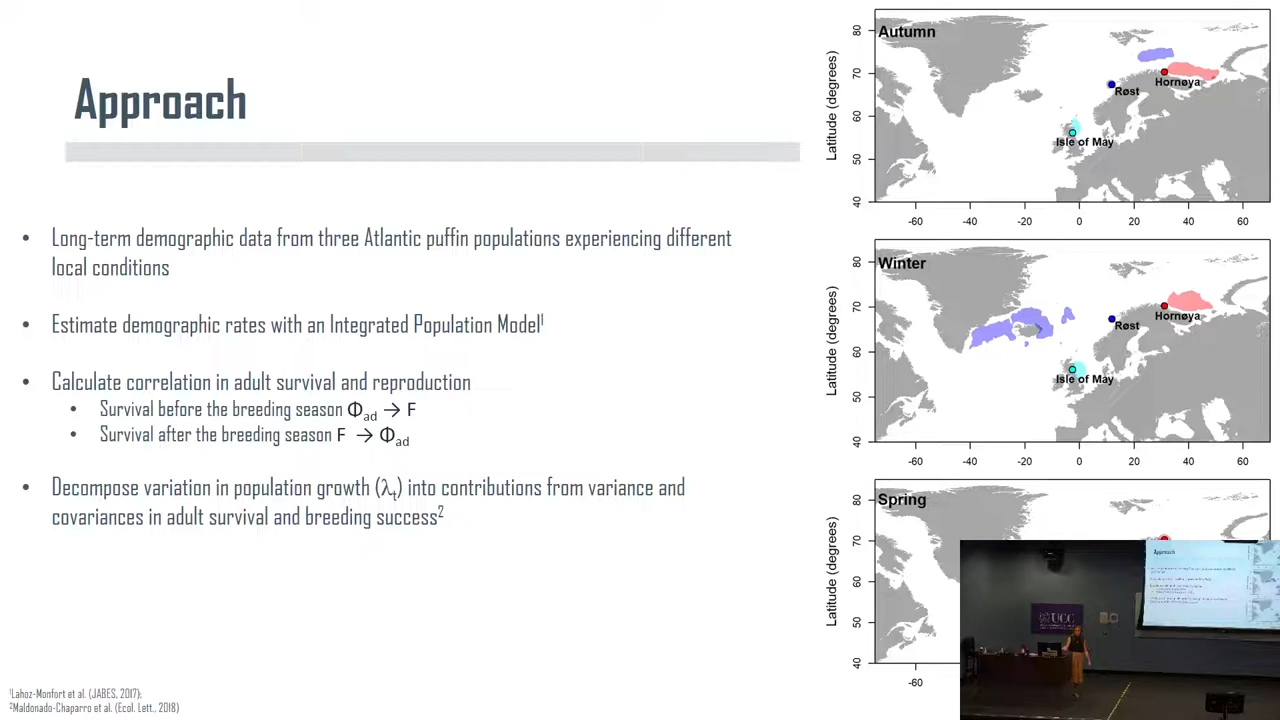 Approach
• Long-term demographic data from three Atlantic puffin populations experiencing different
local conditions
• Estimate demographic rates with an Integrated Population Model¹
• Calculate correlation in adult survival and reproduction
• Survival before the breeding season Φad → F
• Survival after the breeding season F → Φad
• Decompose variation in population growth (λt) into contributions from variance and
covariances in adult survival and breeding success²
¹Lahoz-Monfort et al. (JABES, 2017);
²Maldonado-Chaparro et al. (Ecol. Lett., 2018)
Autumn
Latitude (degrees)
80
70
60
50
40
Røst
Hornøya
Isle of May
-60 -40 -20 0 20 40 60
Winter
Latitude (degrees)
80
70
60
50
40
Røst
Hornøya
Isle of May
-60 -40 -20 0 20 40 60
Spring
Latitude (degrees)
80
70
60
50
40
-60
Approach
UCC